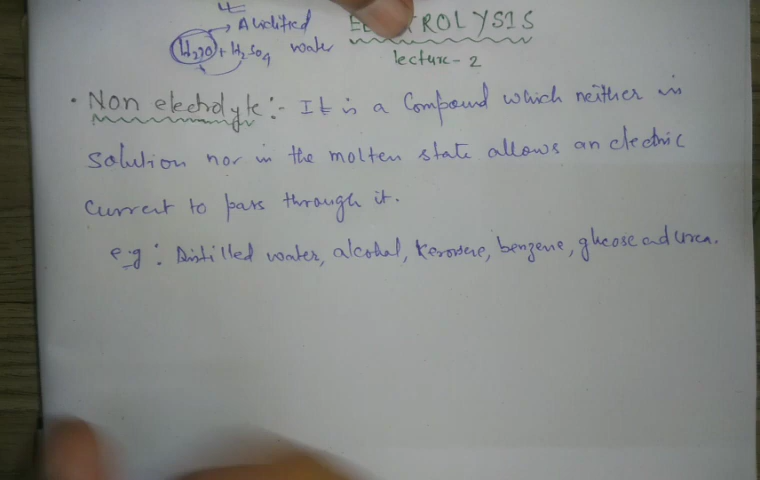 Acidified
ELECTROLYSIS
H2O + H2SO4 water
lecture - 2
• Non electrolyte :- It is a Compound which neither in
solution nor in the molten state allows an electric
current to pass through it.
e.g : Distilled water, alcohol, Kerosene, benzene, glucose and urea.